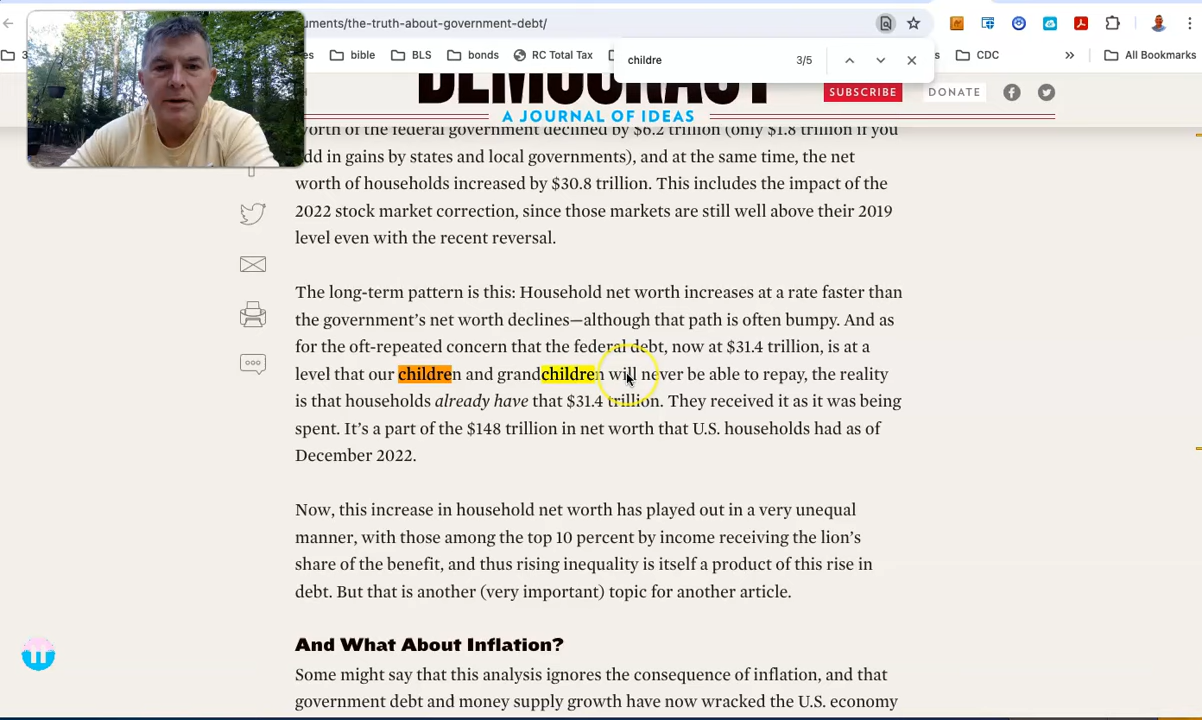 uments/the-truth-about-government-debt/
3
es
bible
BLS
bonds
RC Total Tax
CDC
»
All Bookmarks
childre
3/5
DEMOCRACY
A JOURNAL OF IDEAS
SUBSCRIBE
DONATE
worth of the federal government declined by $6.2 trillion (only $1.8 trillion if you
dd in gains by states and local governments), and at the same time, the net
worth of households increased by $30.8 trillion. This includes the impact of the
2022 stock market correction, since those markets are still well above their 2019
level even with the recent reversal.
The long-term pattern is this: Household net worth increases at a rate faster than
the government’s net worth declines—although that path is often bumpy. And as
for the oft-repeated concern that the federal debt, now at $31.4 trillion, is at a
level that our children and grandchildren will never be able to repay, the reality
is that households already have that $31.4 trillion. They received it as it was being
spent. It’s a part of the $148 trillion in net worth that U.S. households had as of
December 2022.
Now, this increase in household net worth has played out in a very unequal
manner, with those among the top 10 percent by income receiving the lion’s
share of the benefit, and thus rising inequality is itself a product of this rise in
debt. But that is another (very important) topic for another article.
And What About Inflation?
Some might say that this analysis ignores the consequence of inflation, and that
government debt and money supply growth have now wracked the U.S. economy